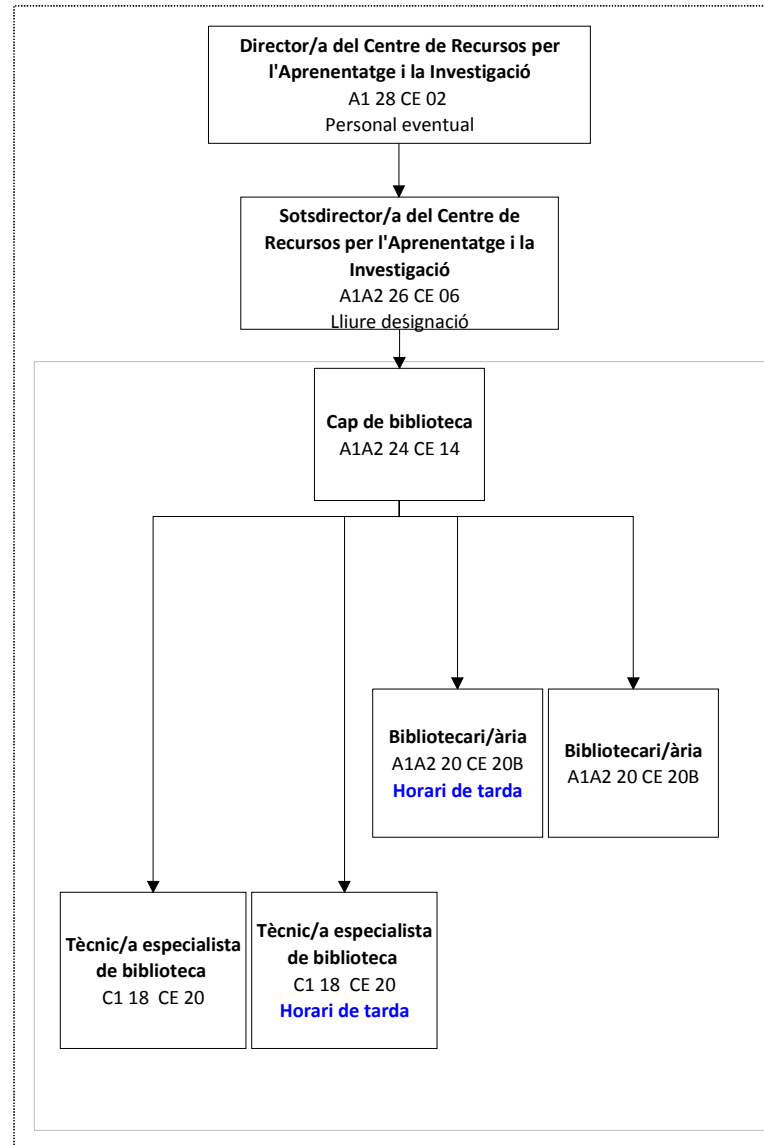 Director/a del Centre de Recursos per
l'Aprenentatge i la Investigació
A1 28 CE 02
Personal eventual
Sotsdirector/a del Centre de
Recursos per l'Aprenentatge i la
Investigació
A1A2 26 CE 06
Lliure designació
Cap de biblioteca
A1A2 24 CE 14
Bibliotecari/ària
A1A2 20 CE 20B
Horari de tarda
Bibliotecari/ària
A1A2 20 CE 20B
Tècnic/a especialista
de biblioteca
C1 18 CE 20
Tècnic/a especialista
de biblioteca
C1 18 CE 20
Horari de tarda